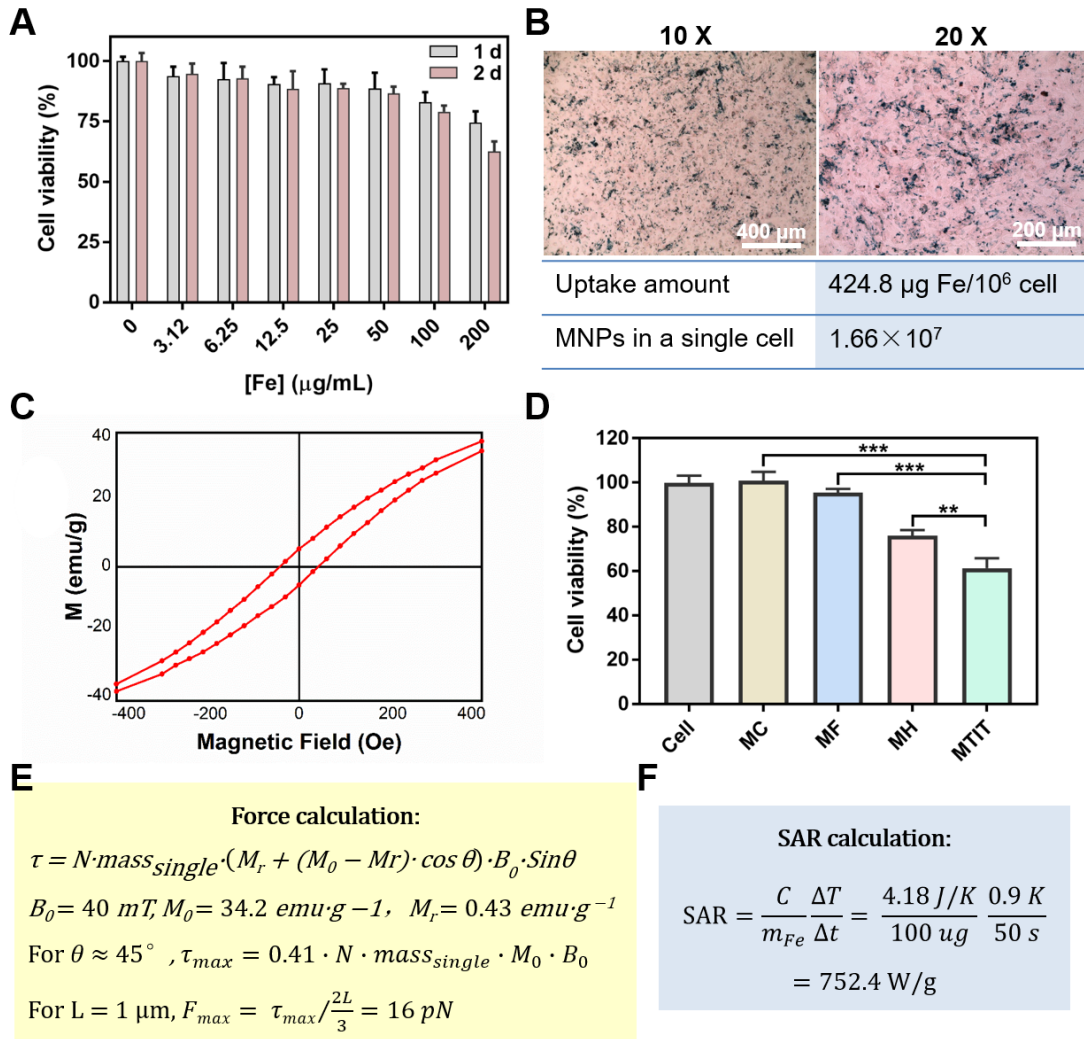 A
100
75
50
25
0
Cell viability (%)
1 d
2 d
0
3.12
6.25
12.5
25
50
100
200
[Fe] (μg/mL)
B
10 X
20 X
400 μm
200 μm
Uptake amount
424.8 μg Fe/10⁶ cell
MNPs in a single cell
1.66×10⁷
C
40
20
0
-20
-40
M (emu/g)
-400
-200
0
200
400
Magnetic Field (Oe)
D
120
100
80
60
40
20
0
Cell viability (%)
***
***
**
Cell
MC
MF
MH
MTIT
E
Force calculation:
τ = N·mass_single·(M_r + (M_0 − Mr)·cos θ)·B_0·Sinθ
B_0= 40 mT, M_0= 34.2 emu·g −1, M_r= 0.43 emu·g⁻¹
For θ ≈ 45° , τ_max = 0.41 · N · mass_single · M_0 · B_0
For L = 1 μm, F_max = τ_max/(2L/3) = 16 pN
F
SAR calculation:
SAR = C/m_Fe ΔT/Δt = 4.18 J/K / 100 ug 0.9 K / 50 s
= 752.4 W/g